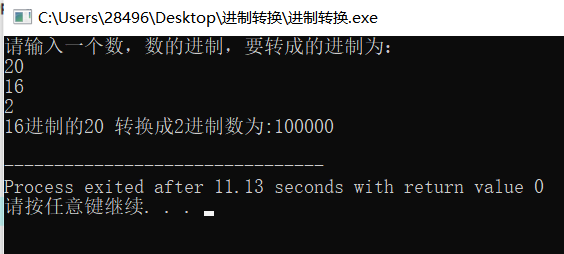 C:\Users\28496\Desktop\进制转换\进制转换.exe
请输入一个数，数的进制，要转成的进制为：
20
16
2
16进制的20 转换成2进制数为:100000
--------------------------------
Process exited after 11.13 seconds with return value 0
请按任意键继续. . .